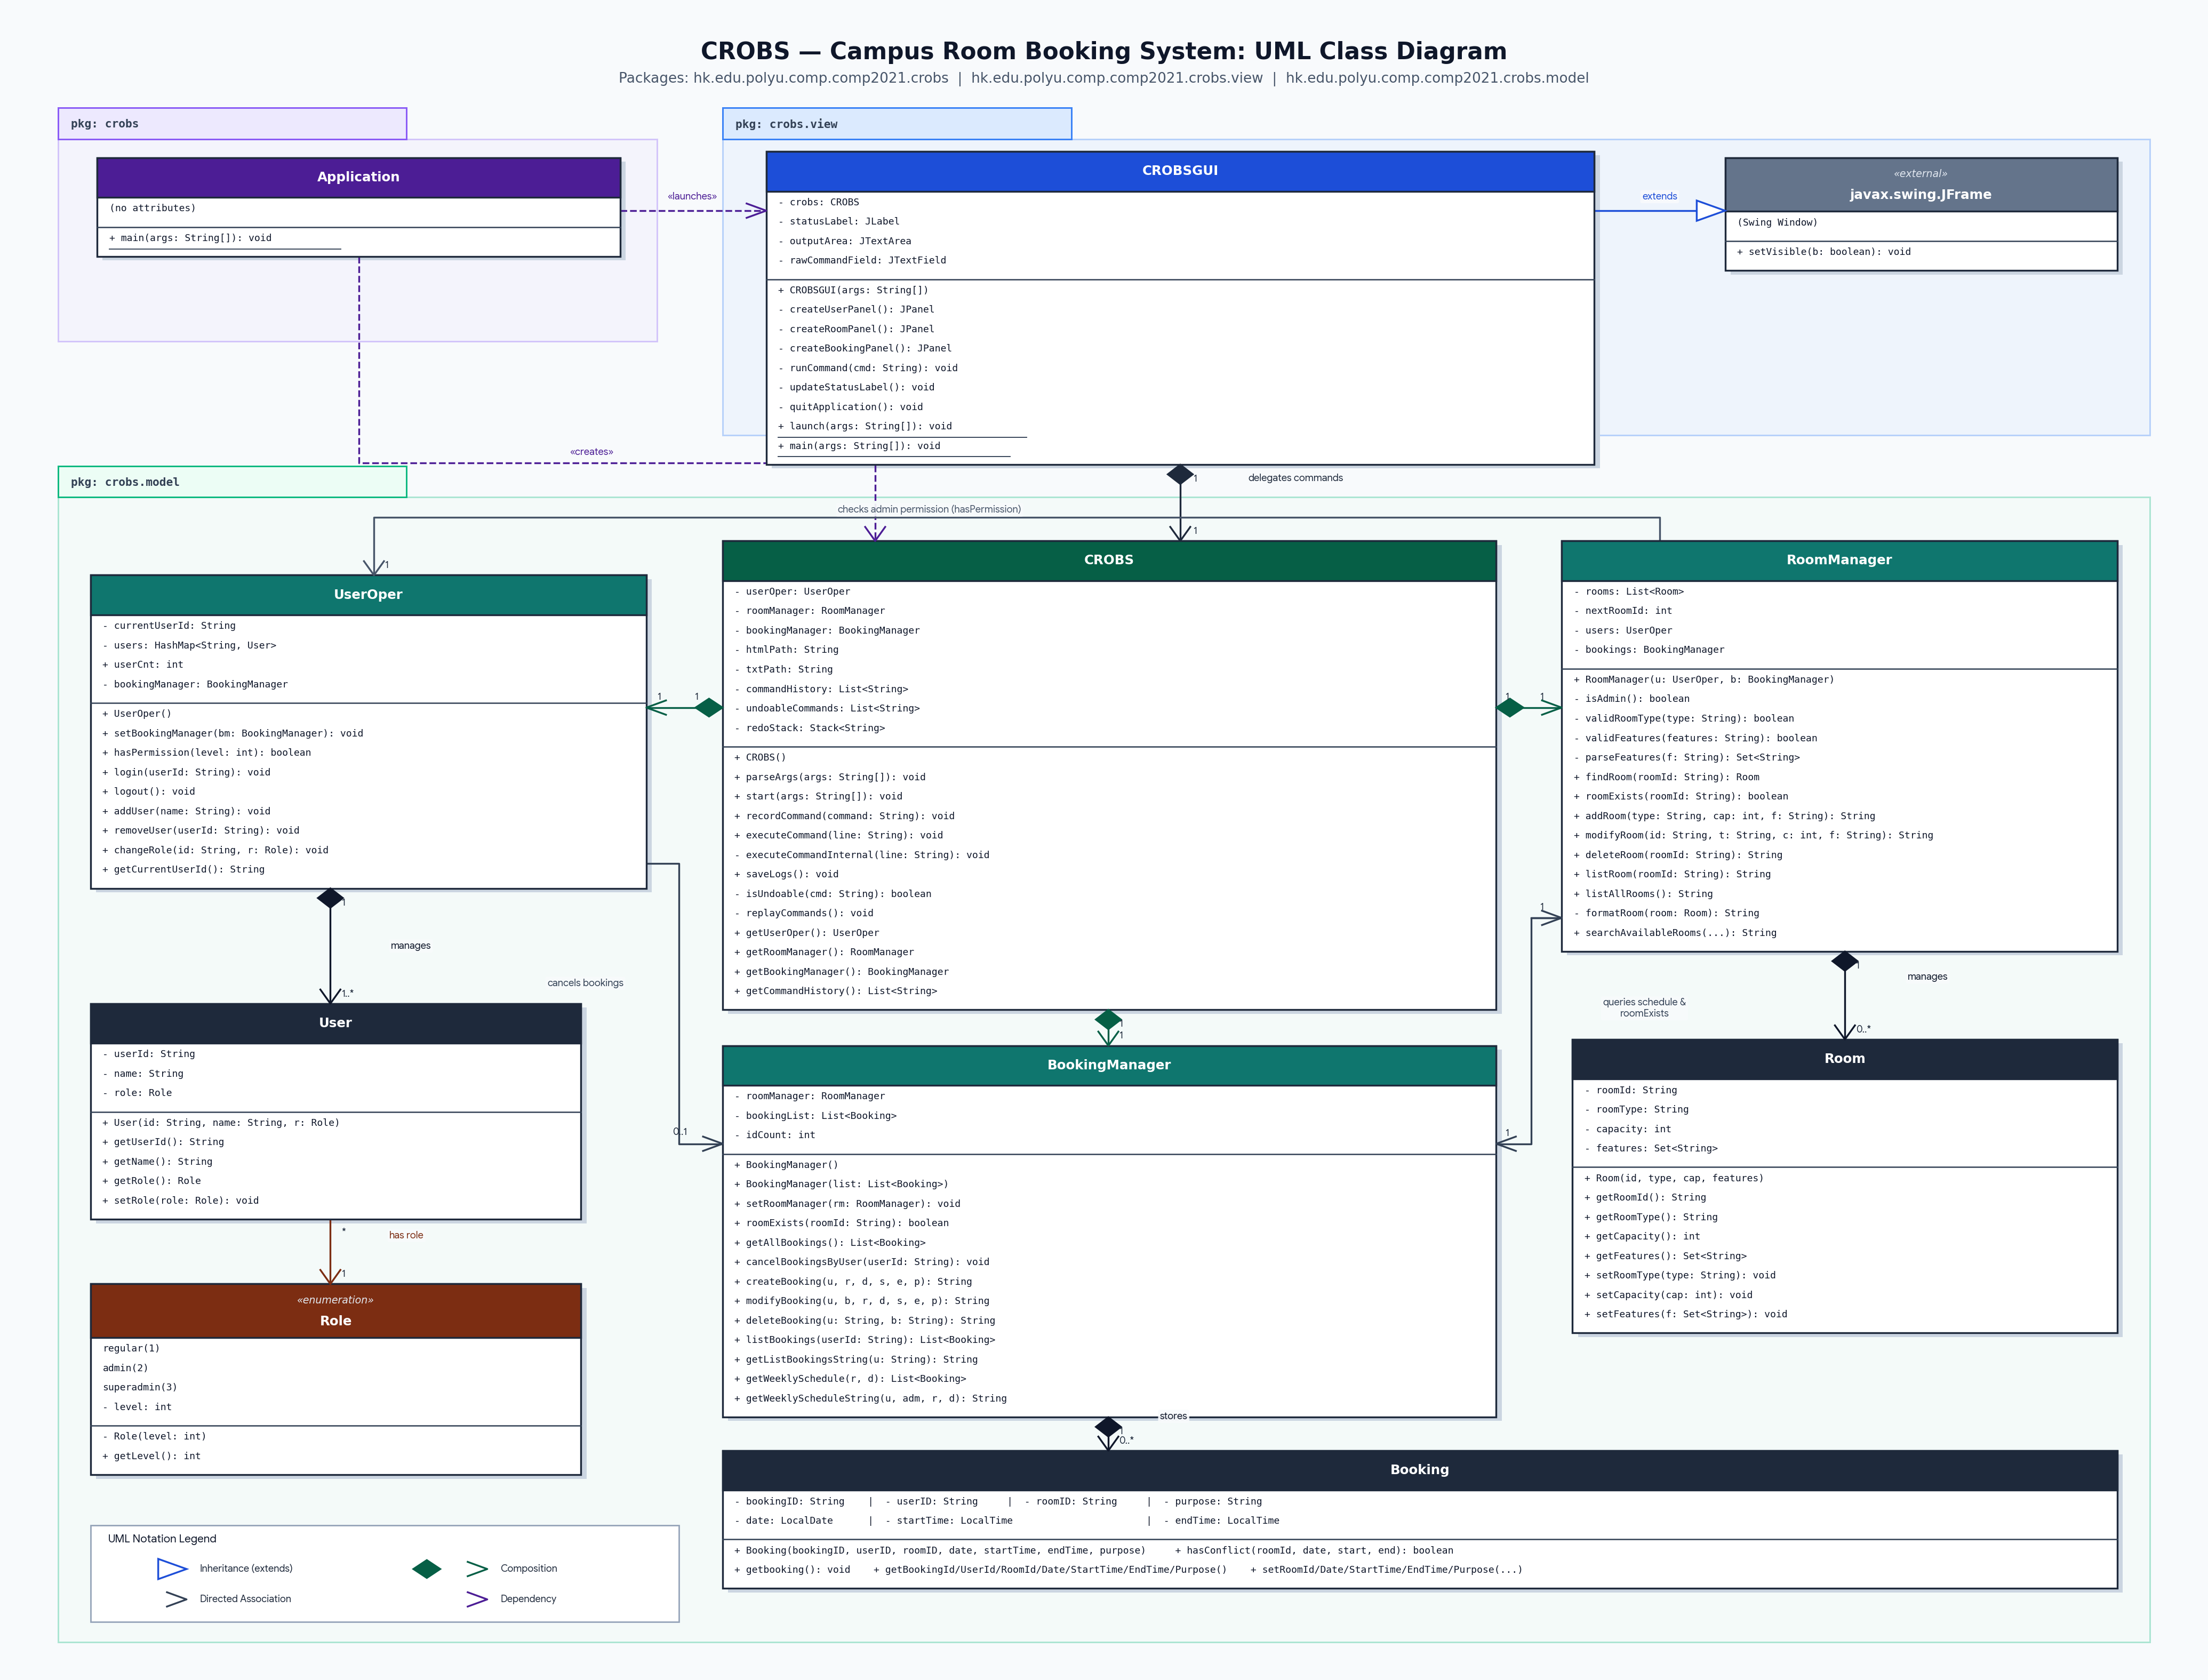 CROBS — Campus Room Booking System: UML Class Diagram
Packages: hk.edu.polyu.comp.comp2021.crobs | hk.edu.polyu.comp.comp2021.crobs.view | hk.edu.polyu.comp.comp2021.crobs.model
pkg: crobs
Application
(no attributes)
+ main(args: String[]): void
«launches»
pkg: crobs.view
CROBSGUI
- crobs: CROBS
- statusLabel: JLabel
- outputArea: JTextArea
- rawCommandField: JTextField
+ CROBSGUI(args: String[])
- createUserPanel(): JPanel
- createRoomPanel(): JPanel
- createBookingPanel(): JPanel
- runCommand(cmd: String): void
- updateStatusLabel(): void
- quitApplication(): void
+ launch(args: String[]): void
+ main(args: String[]): void
extends
«external»
javax.swing.JFrame
(Swing Window)
+ setVisible(b: boolean): void
«creates»
1
delegates commands
1
pkg: crobs.model
checks admin permission (hasPermission)
1
UserOper
- currentUserId: String
- users: HashMap<String, User>
+ userCnt: int
- bookingManager: BookingManager
+ UserOper()
+ setBookingManager(bm: BookingManager): void
+ hasPermission(level: int): boolean
+ login(userId: String): void
+ logout(): void
+ addUser(name: String): void
+ removeUser(userId: String): void
+ changeRole(id: String, r: Role): void
+ getCurrentUserId(): String
1
1
CROBS
- userOper: UserOper
- roomManager: RoomManager
- bookingManager: BookingManager
- htmlPath: String
- txtPath: String
- commandHistory: List<String>
- undoableCommands: List<String>
- redoStack: Stack<String>
+ CROBS()
+ parseArgs(args: String[]): void
+ start(args: String[]): void
+ recordCommand(command: String): void
+ executeCommand(line: String): void
- executeCommandInternal(line: String): void
+ saveLogs(): void
- isUndoable(cmd: String): boolean
- replayCommands(): void
+ getUserOper(): UserOper
+ getRoomManager(): RoomManager
+ getBookingManager(): BookingManager
+ getCommandHistory(): List<String>
1
1
RoomManager
- rooms: List<Room>
- nextRoomId: int
- users: UserOper
- bookings: BookingManager
+ RoomManager(u: UserOper, b: BookingManager)
- isAdmin(): boolean
- validRoomType(type: String): boolean
- validFeatures(features: String): boolean
- parseFeatures(f: String): Set<String>
+ findRoom(roomId: String): Room
+ roomExists(roomId: String): boolean
+ addRoom(type: String, cap: int, f: String): String
+ modifyRoom(id: String, t: String, c: int, f: String): String
+ deleteRoom(roomId: String): String
+ listRoom(roomId: String): String
+ listAllRooms(): String
- formatRoom(room: Room): String
+ searchAvailableRooms(...): String
1
manages
1..*
cancels bookings
0..1
1
1
1
queries schedule &
roomExists
1
1
manages
0..*
User
- userId: String
- name: String
- role: Role
+ User(id: String, name: String, r: Role)
+ getUserId(): String
+ getName(): String
+ getRole(): Role
+ setRole(role: Role): void
*
has role
1
«enumeration»
Role
regular(1)
admin(2)
superadmin(3)
- level: int
- Role(level: int)
+ getLevel(): int
BookingManager
- roomManager: RoomManager
- bookingList: List<Booking>
- idCount: int
+ BookingManager()
+ BookingManager(list: List<Booking>)
+ setRoomManager(rm: RoomManager): void
+ roomExists(roomId: String): boolean
+ getAllBookings(): List<Booking>
+ cancelBookingsByUser(userId: String): void
+ createBooking(u, r, d, s, e, p): String
+ modifyBooking(u, b, r, d, s, e, p): String
+ deleteBooking(u: String, b: String): String
+ listBookings(userId: String): List<Booking>
+ getListBookingsString(u: String): String
+ getWeeklySchedule(r, d): List<Booking>
+ getWeeklyScheduleString(u, adm, r, d): String
Room
- roomId: String
- roomType: String
- capacity: int
- features: Set<String>
+ Room(id, type, cap, features)
+ getRoomId(): String
+ getRoomType(): String
+ getCapacity(): int
+ getFeatures(): Set<String>
+ setRoomType(type: String): void
+ setCapacity(cap: int): void
+ setFeatures(f: Set<String>): void
stores
1
0..*
Booking
- bookingID: String | - userID: String | - roomID: String | - purpose: String
- date: LocalDate | - startTime: LocalTime | - endTime: LocalTime
+ Booking(bookingID, userID, roomID, date, startTime, endTime, purpose) + hasConflict(roomId, date, start, end): boolean
+ getbooking(): void + getBookingId/UserId/RoomId/Date/StartTime/EndTime/Purpose() + setRoomId/Date/StartTime/EndTime/Purpose(...)
UML Notation Legend
Inheritance (extends)
Composition
Directed Association
Dependency